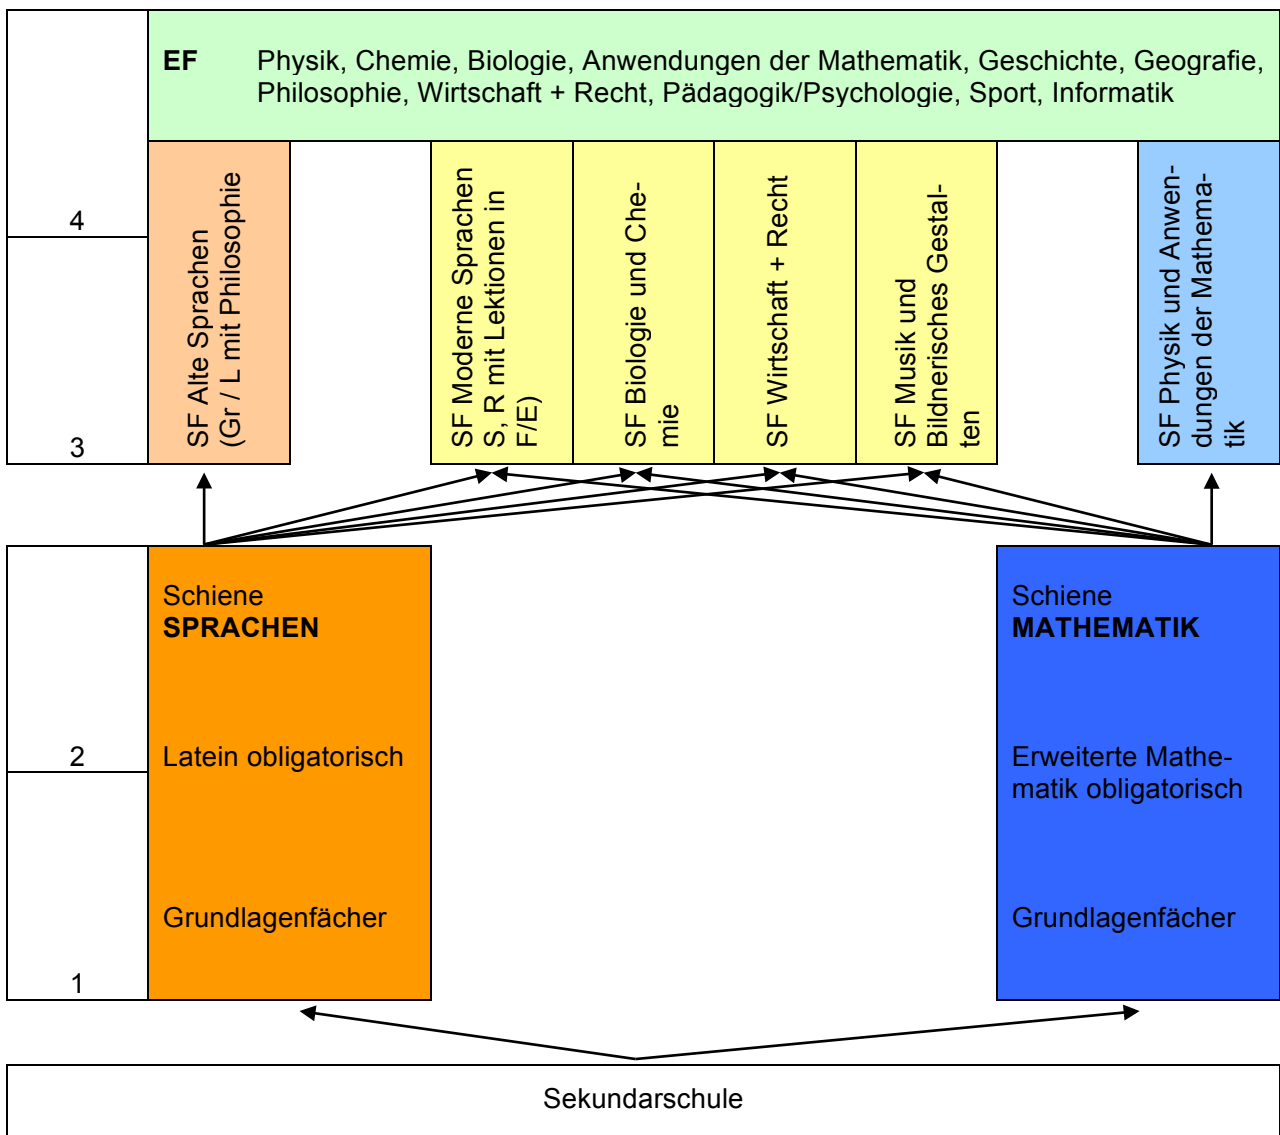 EF Physik, Chemie, Biologie, Anwendungen der Mathematik, Geschichte, Geografie,
Philosophie, Wirtschaft + Recht, Pädagogik/Psychologie, Sport, Informatik
4
3
SF Alte Sprachen
(Gr / L mit Philosophie
SF Moderne Sprachen
S, R mit Lektionen in
F/E)
SF Biologie und Che-
mie
SF Wirtschaft + Recht
SF Musik und
Bildnerisches Gestal-
ten
SF Physik und Anwen-
dungen der Mathema-
tik
2
1
Schiene
SPRACHEN
Latein obligatorisch
Grundlagenfächer
Schiene
MATHEMATIK
Erweiterte Mathe-
matik obligatorisch
Grundlagenfächer
Sekundarschule